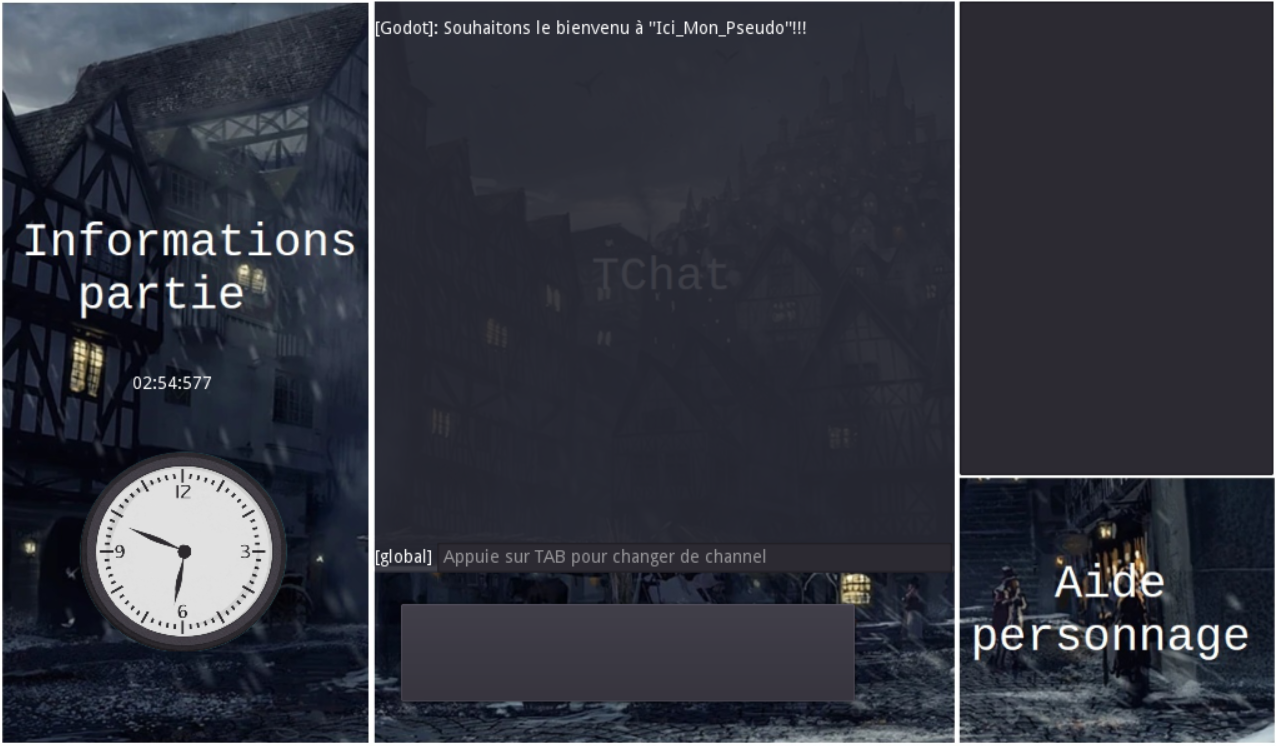 Informations
partie
02:54:577
12
9
3
6
[Godot]: Souhaitons le bienvenu à "Ici_Mon_Pseudo"!!!
TChat
[global] Appuie sur TAB pour changer de channel
Aide
personnage